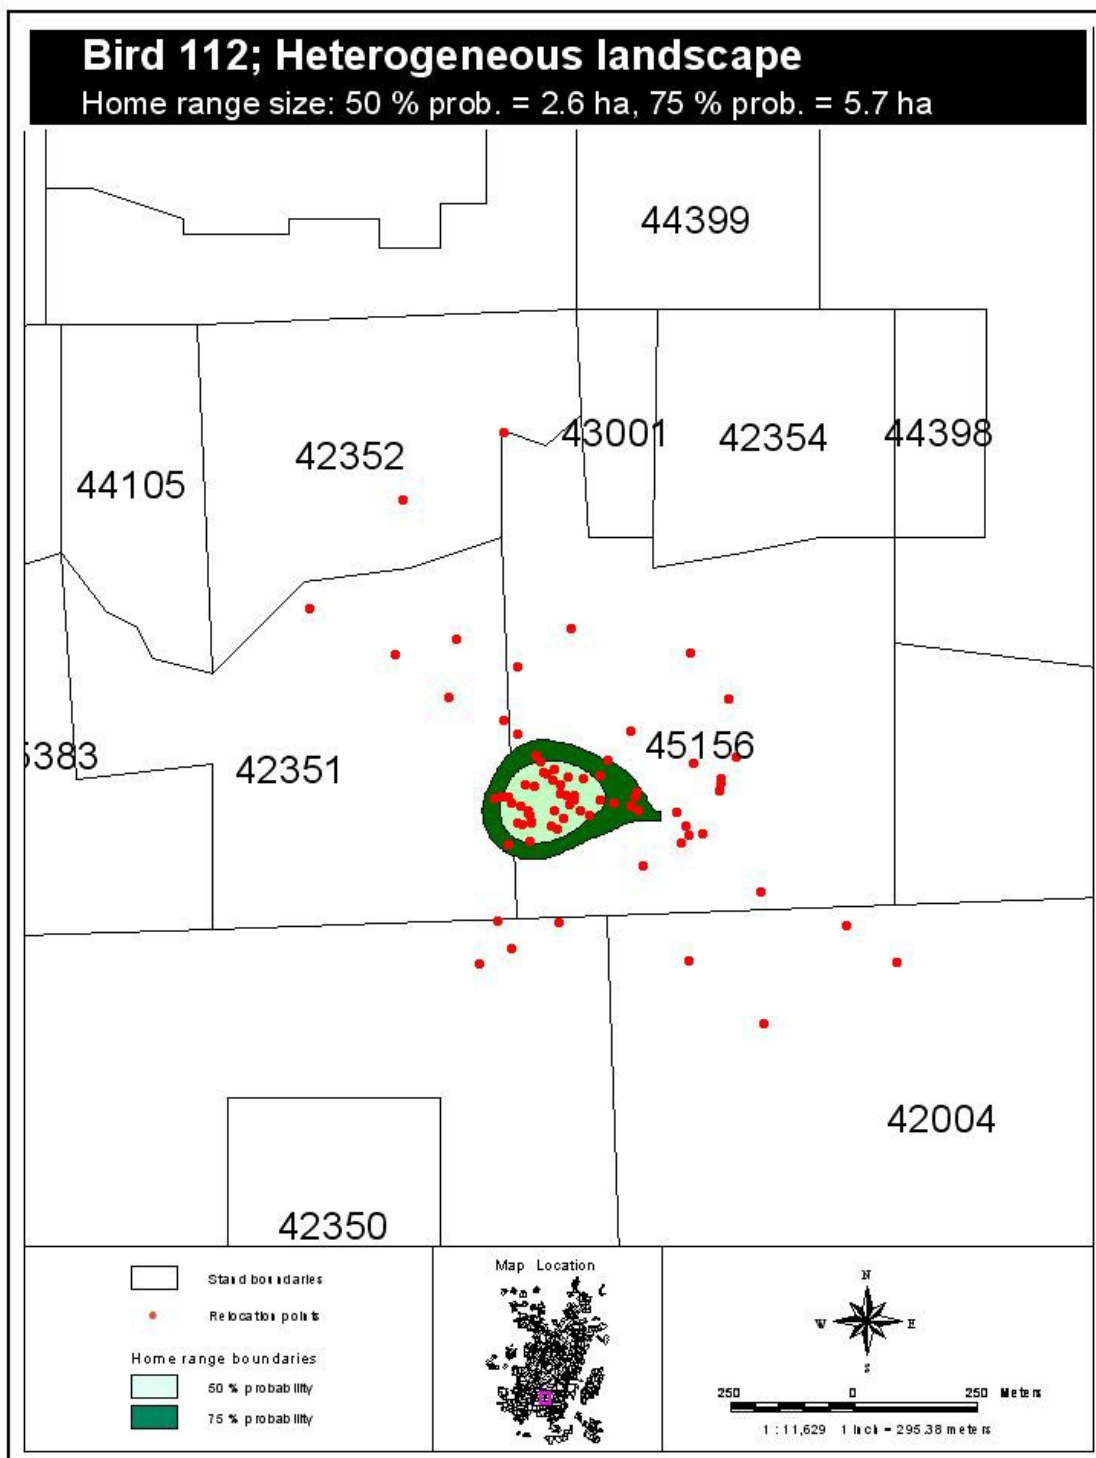 Bird 112; Heterogeneous landscape
Home range size: 50 % prob. = 2.6 ha, 75 % prob. = 5.7 ha
44399
43001
42354
44398
42352
44105
45156
5383
42351
42004
42350
Stand boundaries
Relocation points
Home range boundaries
50 % probability
75 % probability
Map Location
N
W E
S
250 0 250 Meters
1 : 11,629 1 Inch = 295.38 meters